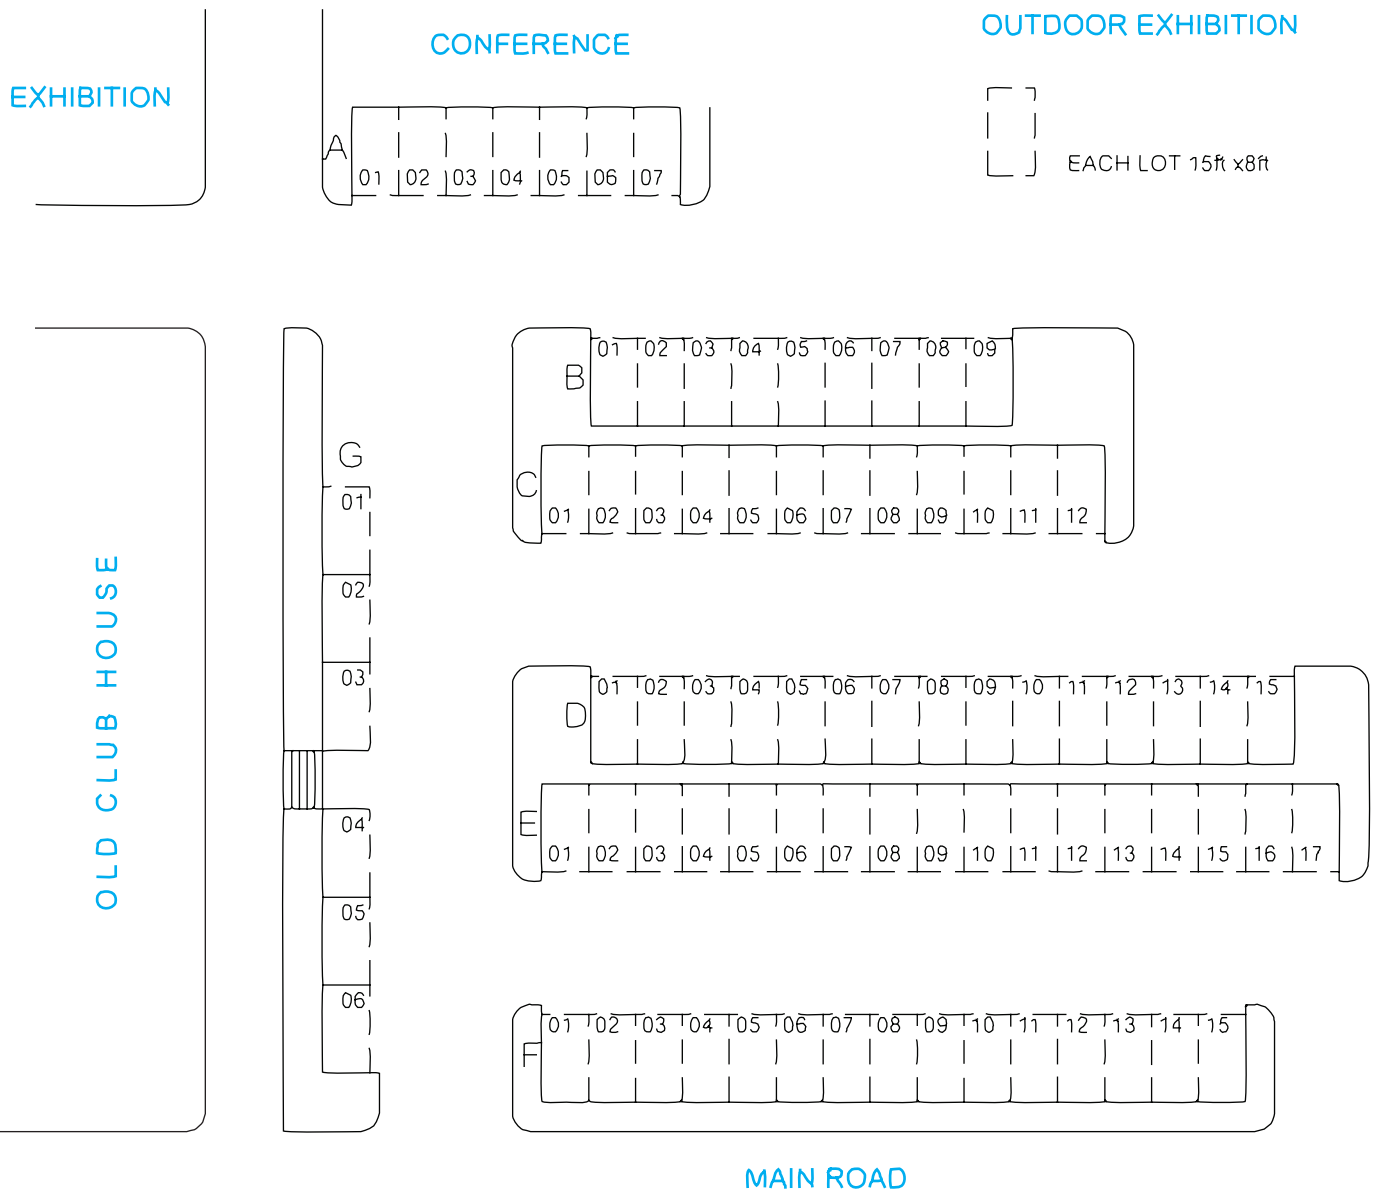 OUTDOOR EXHIBITION
CONFERENCE
EXHIBITION
EACH LOT 15ft x8ft
A
01 02 03 04 05 06 07
B
01 02 03 04 05 06 07 08 09
C
01 02 03 04 05 06 07 08 09 10 11 12
G
01
02
03
04
05
06
OLD CLUB HOUSE
D
01 02 03 04 05 06 07 08 09 10 11 12 13 14 15
E
01 02 03 04 05 06 07 08 09 10 11 12 13 14 15 16 17
F
01 02 03 04 05 06 07 08 09 10 11 12 13 14 15
MAIN ROAD